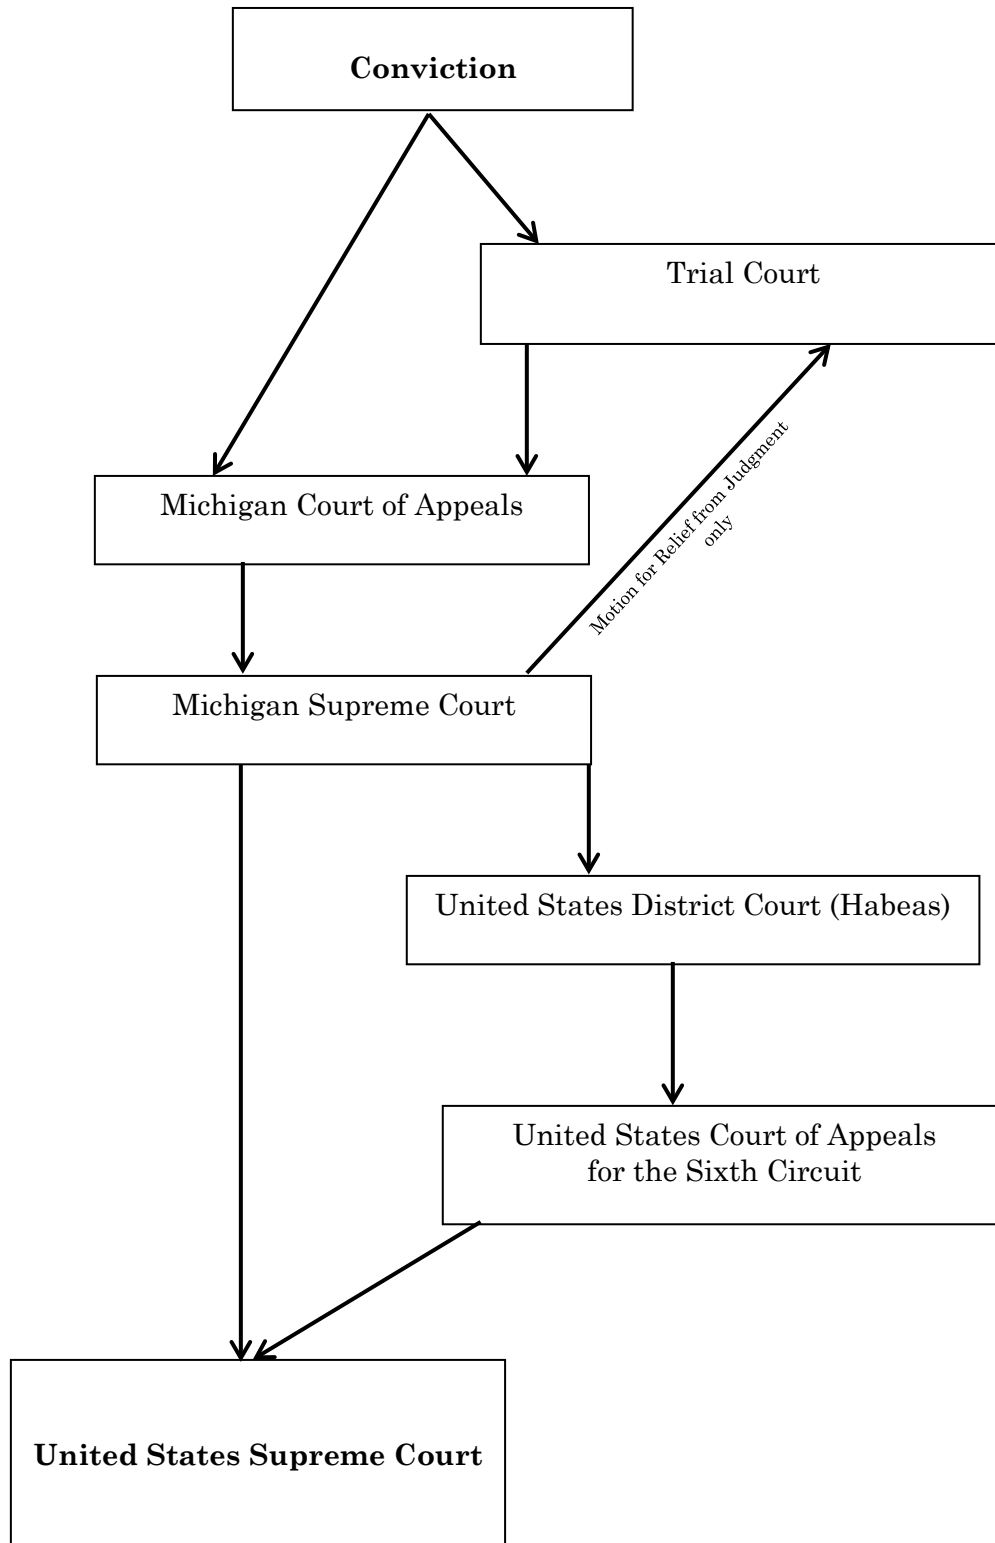 Conviction
Trial Court
Michigan Court of Appeals
Motion for Relief from Judgment
only
Michigan Supreme Court
United States District Court (Habeas)
United States Court of Appeals
for the Sixth Circuit
United States Supreme Court